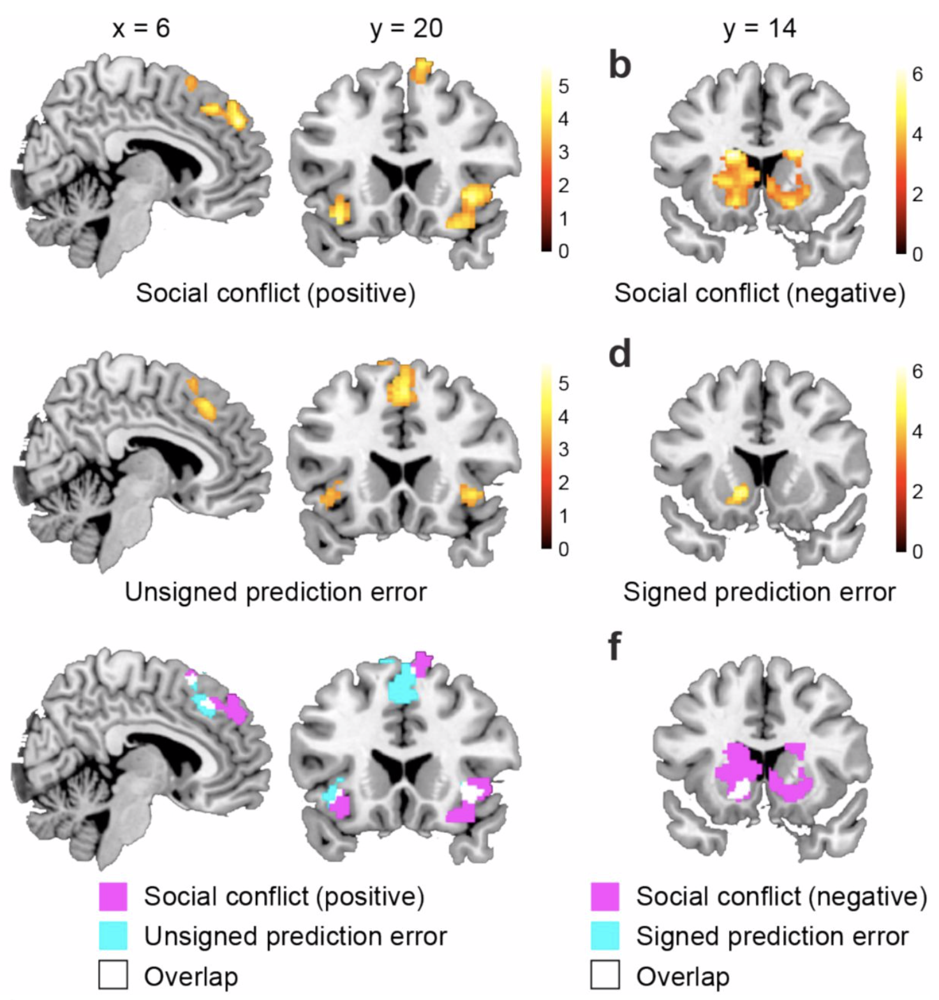 x = 6
y = 20
y = 14
b
5
4
3
2
1
0
6
4
2
0
Social conflict (positive)
Social conflict (negative)
d
5
4
3
2
1
0
6
4
2
0
Unsigned prediction error
Signed prediction error
f
Social conflict (positive)
Unsigned prediction error
Overlap
Social conflict (negative)
Signed prediction error
Overlap